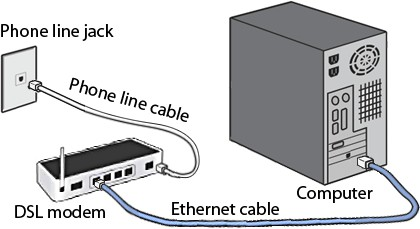 Phone line jack
Phone line cable
Computer
DSL modem
Ethernet cable